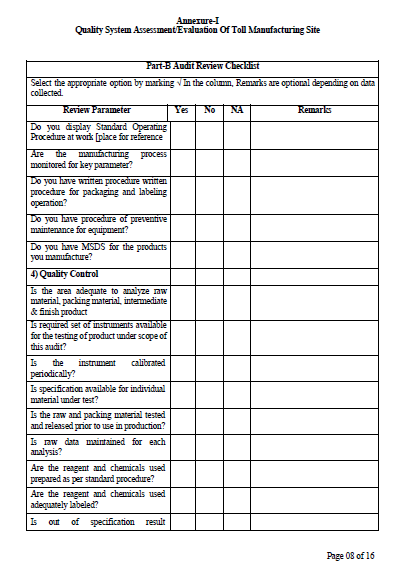 Annexure-I
Quality System Assessment/Evaluation Of Toll Manufacturing Site
Part-B Audit Review Checklist
Select the appropriate option by marking √ In the column, Remarks are optional depending on data
collected.
Review Parameter Yes No NA Remarks
Do you display Standard Operating
Procedure at work [place for reference
Are the manufacturing process
monitored for key parameter?
Do you have written procedure written
procedure for packaging and labeling
operation?
Do you have procedure of preventive
maintenance for equipment?
Do you have MSDS for the products
you manufacture?
4) Quality Control
Is the area adequate to analyze raw
material, packing material, intermediate
& finish product
Is required set of instruments available
for the testing of product under scope of
this audit?
Is the instrument calibrated
periodically?
Is specification available for individual
material under test?
Is the raw and packing material tested
and released prior to use in production?
Is raw data maintained for each
analysis?
Are the reagent and chemicals used
prepared as per standard procedure?
Are the reagent and chemicals used
adequately labeled?
Is out of specification result
Page 08 of 16